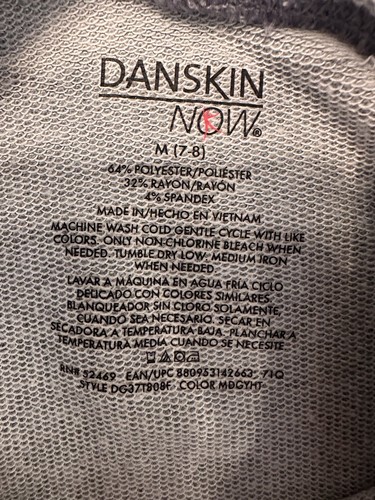 DANSKIN
NOW®
M (7-8)
64% POLYESTER/POLIÉSTER
32% RAYON/RAYÓN
4% SPANDEX
MADE IN/HECHO EN VIETNAM
MACHINE WASH COLD GENTLE CYCLE WITH LIKE
COLORS. ONLY NON-CHLORINE BLEACH WHEN
NEEDED. TUMBLE DRY LOW. MEDIUM IRON
WHEN NEEDED.
LAVAR A MÁQUINA EN AGUA FRÍA CICLO
DELICADO CON COLORES SIMILARES.
BLANQUEADOR SIN CLORO SOLAMENTE,
CUANDO SEA NECESARIO. SECAR EN
SECADORA A TEMPERATURA BAJA. PLANCHAR A
TEMPERATURA MEDIA CUANDO SE NECESITE
RN# 52469 EAN/UPC 880953142663 71Q
STYLE DG37T808F COLOR MDGYHT